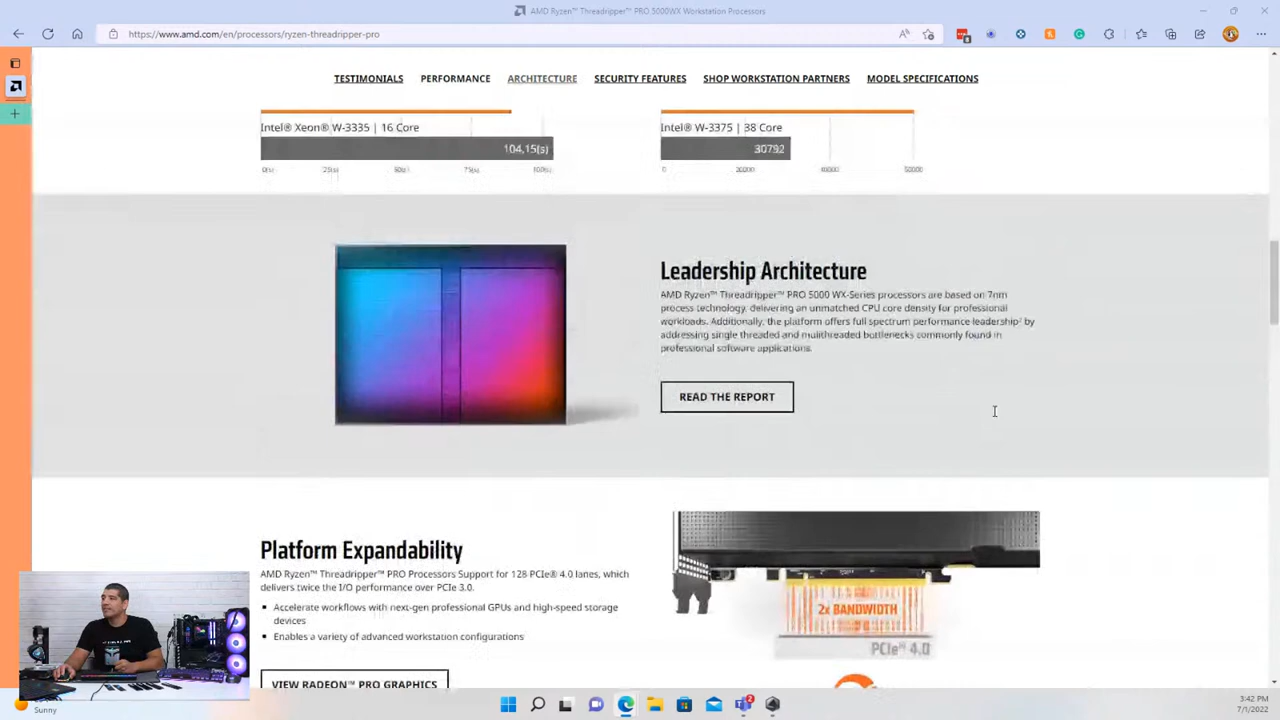 AMD Ryzen™ Threadripper™ PRO 5000WX Workstation Processors
https://www.amd.com/en/processors/ryzen-threadripper-pro
TESTIMONIALS PERFORMANCE ARCHITECTURE SECURITY FEATURES SHOP WORKSTATION PARTNERS MODEL SPECIFICATIONS
Intel® Xeon® W-3335 | 16 Core
104.15(s)
Intel® W-3375 | 38 Core
30792
Leadership Architecture
AMD Ryzen™ Threadripper™ PRO 5000 WX-Series processors are based on 7nm
process technology, delivering an unmatched CPU core density for professional
workloads. Additionally, the platform offers full spectrum performance leadership² by
addressing single threaded and mulithreaded bottlenecks commonly found in
professional software applications.
READ THE REPORT
Platform Expandability
AMD Ryzen™ Threadripper™ PRO Processors Support for 128 PCIe® 4.0 lanes, which
delivers twice the I/O performance over PCIe 3.0.
Accelerate workflows with next-gen professional GPUs and high-speed storage
devices
Enables a variety of advanced workstation configurations
VIEW RADEON™ PRO GRAPHICS
2x BANDWIDTH
PCIe® 4.0
Sunny
3:42 PM
7/1/2022